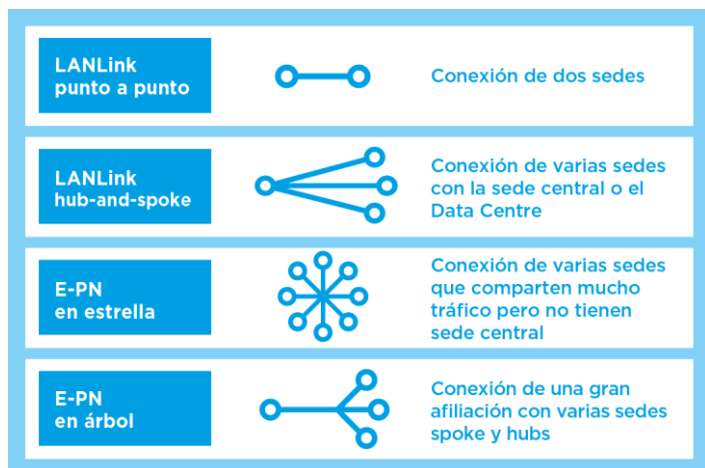 LANLink
punto a punto
Conexión de dos sedes
LANLink
hub-and-spoke
Conexión de varias sedes
con la sede central o el
Data Centre
E-PN
en estrella
Conexión de varias sedes
que comparten mucho
tráfico pero no tienen
sede central
E-PN
en árbol
Conexión de una gran
afiliación con varias sedes
spoke y hubs